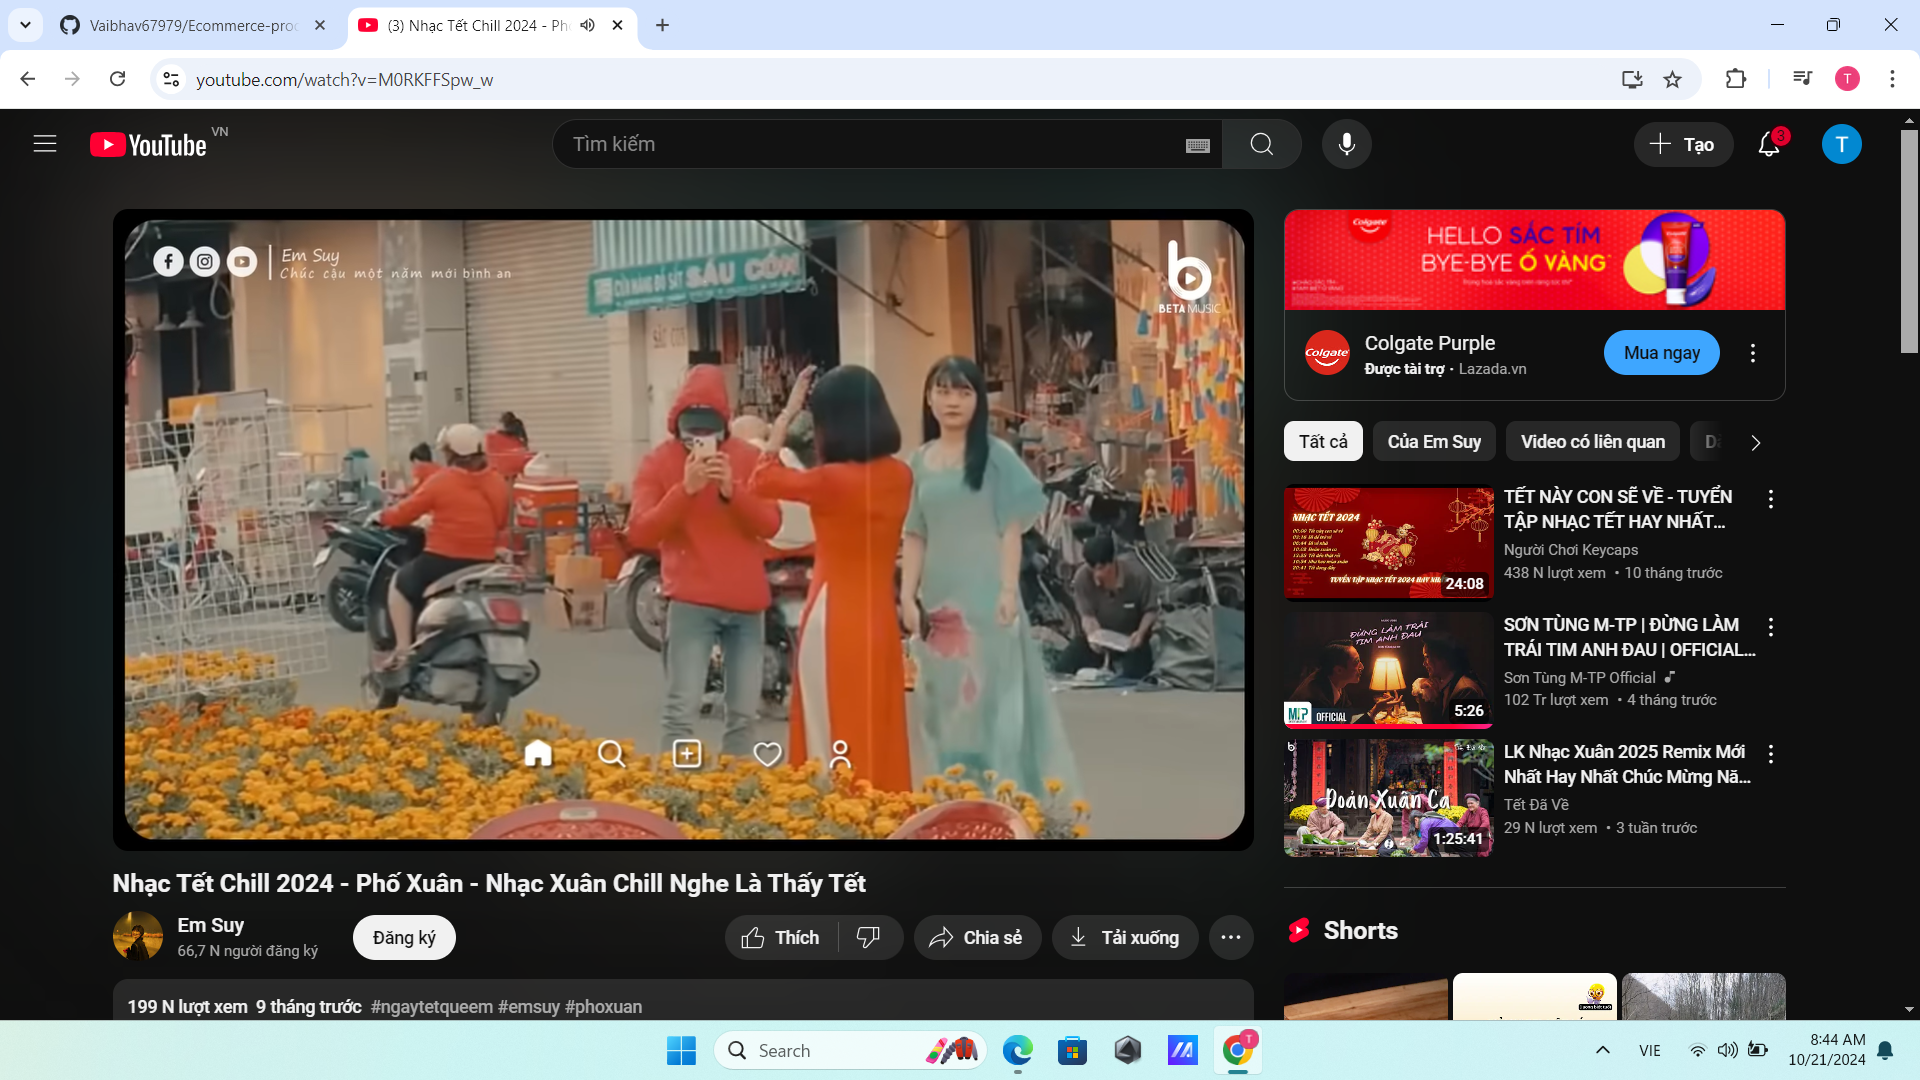 Vaibhav67979/Ecommerce-proc
(3) Nhạc Tết Chill 2024 - Phố
youtube.com/watch?v=M0RKFFSpw_w
T
YouTube VN
Tìm kiếm
Tạo
3
T
Em Suy
Chúc cậu một năm mới bình an
SÁU CÓN
BETA MUSIC
Colgate
HELLO SẮC TÍM
BYE-BYE Ố VÀNG
Colgate
Colgate Purple
Được tài trợ · Lazada.vn
Mua ngay
Tất cả
Của Em Suy
Video có liên quan
NHẠC TẾT 2024
24:08
TẾT NÀY CON SẼ VỀ - TUYỂN
TẬP NHẠC TẾT HAY NHẤT...
Người Chơi Keycaps
438 N lượt xem • 10 tháng trước
ĐỪNG LÀM TRÁI
TIM ANH ĐAU
OFFICIAL
5:26
SƠN TÙNG M-TP | ĐỪNG LÀM
TRÁI TIM ANH ĐAU | OFFICIAL...
Sơn Tùng M-TP Official
102 Tr lượt xem • 4 tháng trước
Đoản Xuân Ca
1:25:41
LK Nhạc Xuân 2025 Remix Mới
Nhất Hay Nhất Chúc Mừng Nă...
Tết Đã Về
29 N lượt xem • 3 tuần trước
Nhạc Tết Chill 2024 - Phố Xuân - Nhạc Xuân Chill Nghe Là Thấy Tết
Em Suy
66,7 N người đăng ký
Đăng ký
Thích
Chia sẻ
Tải xuống
199 N lượt xem 9 tháng trước #ngaytetqueem #emsuy #phoxuan
Shorts
Search
T
VIE
8:44 AM
10/21/2024